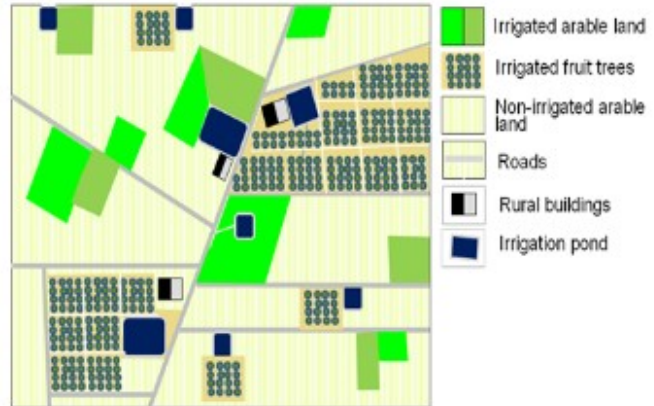 Irrigated arable land
Irrigated fruit trees
Non-irrigated arable
land
Roads
Rural buildings
Irrigation pond